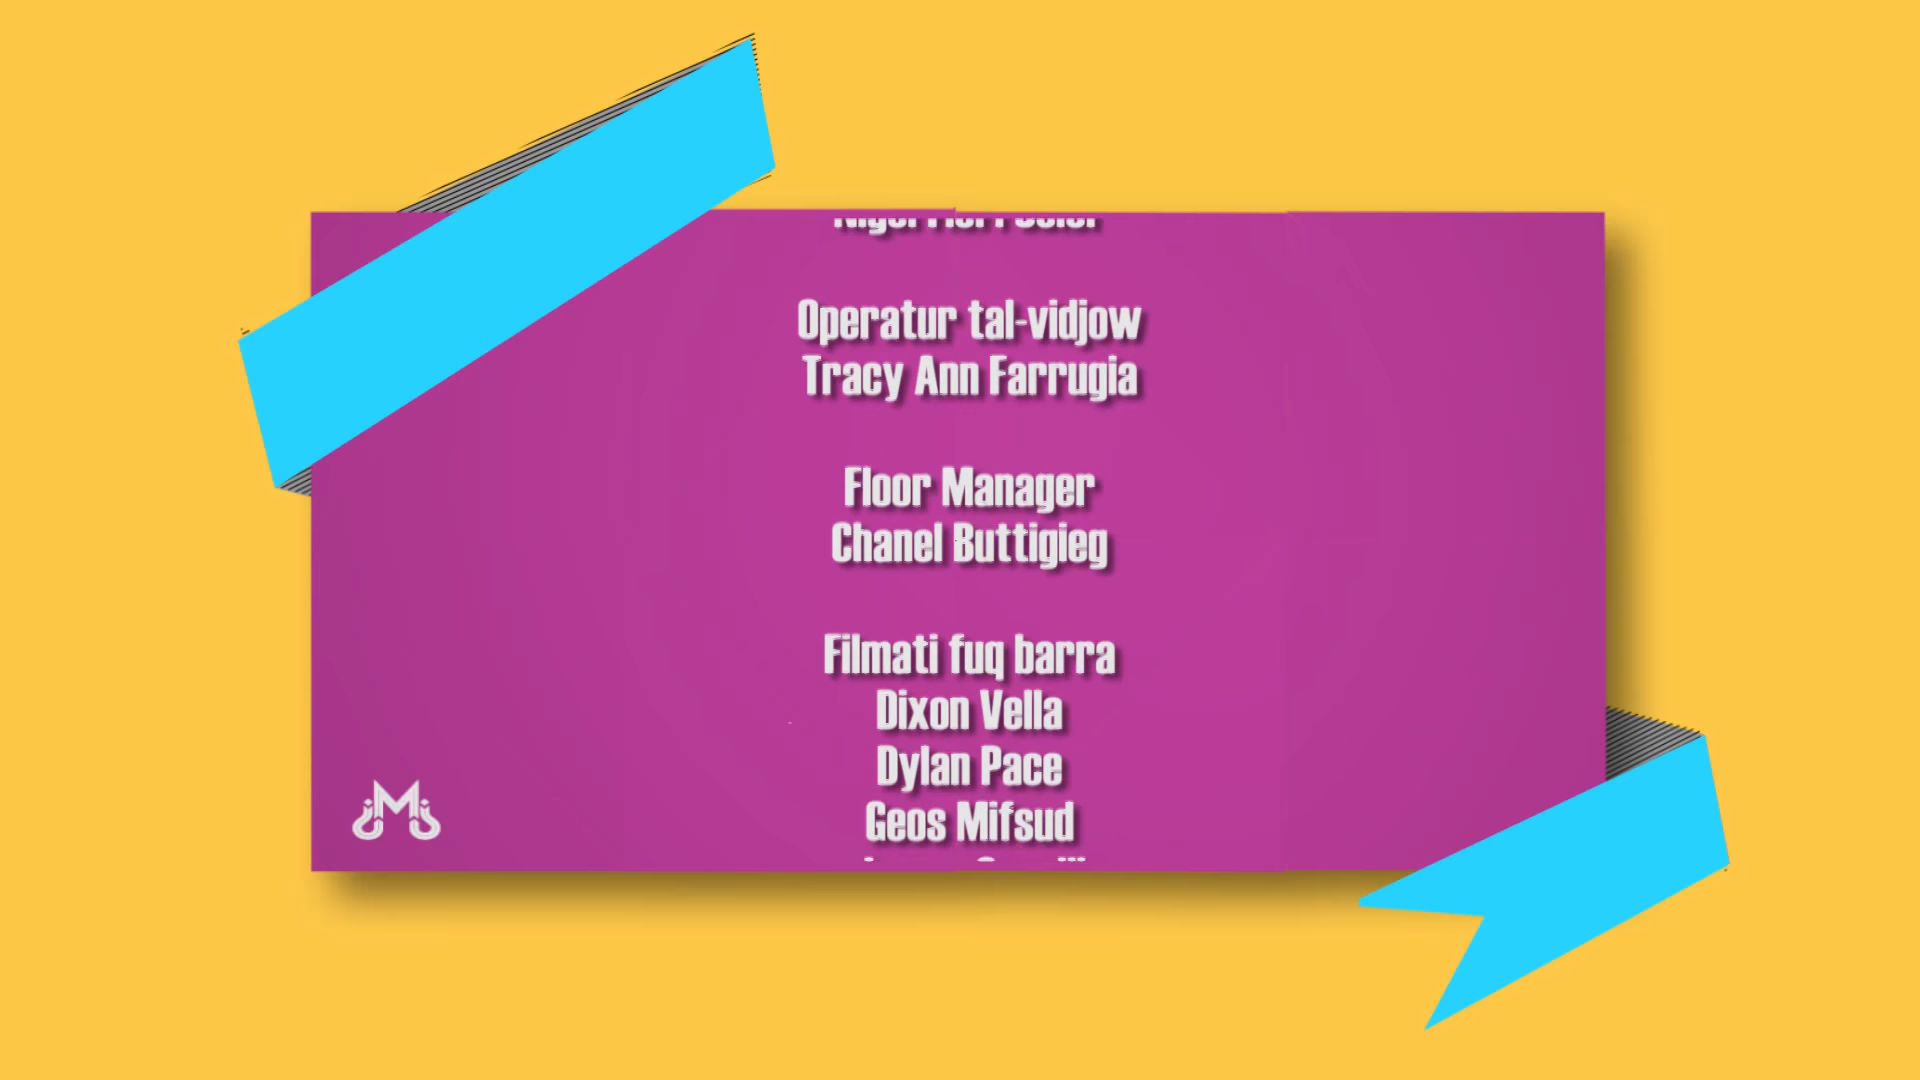 Operatur tal-vidjow
Tracy Ann Farrugia
Floor Manager
Chanel Buttigieg
Filmati fuq barra
Dixon Vella
Dylan Pace
Geos Mifsud